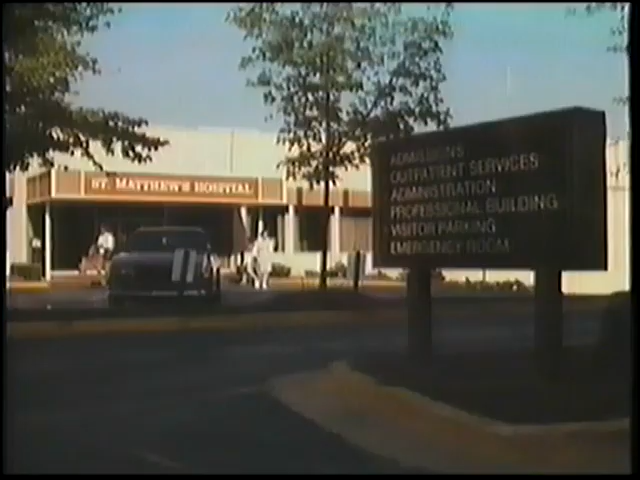 ST. MATTHEW'S HOSPITAL
ADMISSIONS
OUTPATIENT SERVICES
ADMINISTRATION
PROFESSIONAL BUILDING
VISITOR PARKING
EMERGENCY ROOM